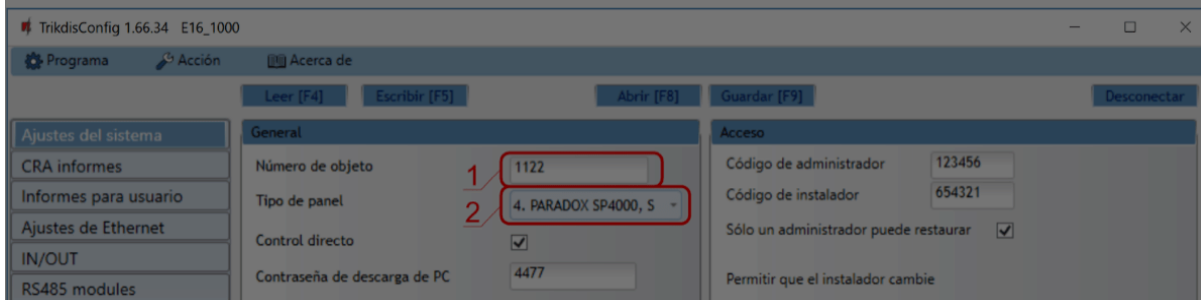 TrikdisConfig 1.66.34 E16_1000
Programa Acción Acerca de
Leer [F4] Escribir [F5] Abrir [F8] Guardar [F9] Desconectar
Ajustes del sistema
CRA informes
Informes para usuario
Ajustes de Ethernet
IN/OUT
RS485 modules
General
Número de objeto 1 1122
Tipo de panel 2 4. PARADOX SP4000, S
Control directo
Contraseña de descarga de PC 4477
Acceso
Código de administrador 123456
Código de instalador 654321
Sólo un administrador puede restaurar
Permitir que el instalador cambie